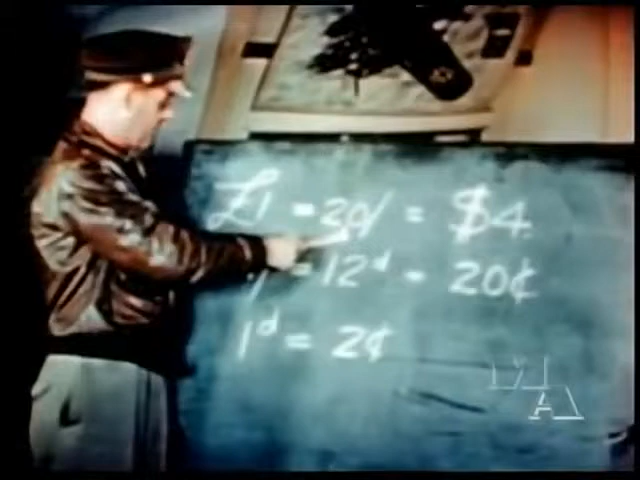 £1 = 20/ = $4
= 12d = 20¢
1d = 2¢
A